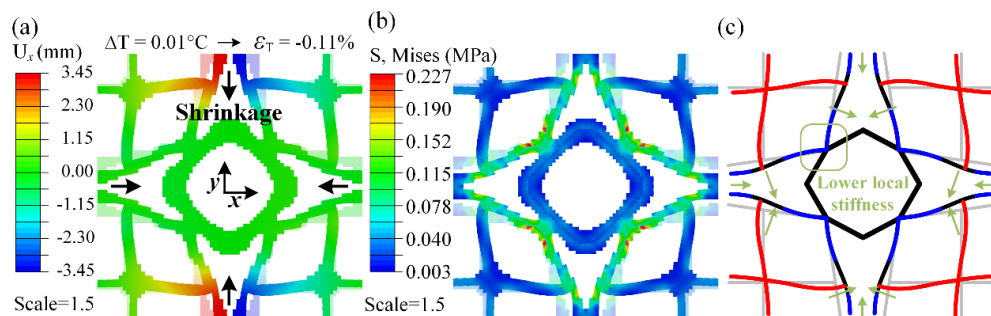 (a)
ΔT = 0.01°C → ε_T = -0.11%
U_x (mm)
3.45
2.30
1.15
0.00
-1.15
-2.30
-3.45
Scale=1.5
Shrinkage
y
x
(b)
S, Mises (MPa)
0.227
0.190
0.152
0.115
0.078
0.040
0.003
Scale=1.5
(c)
Lower local
stiffness